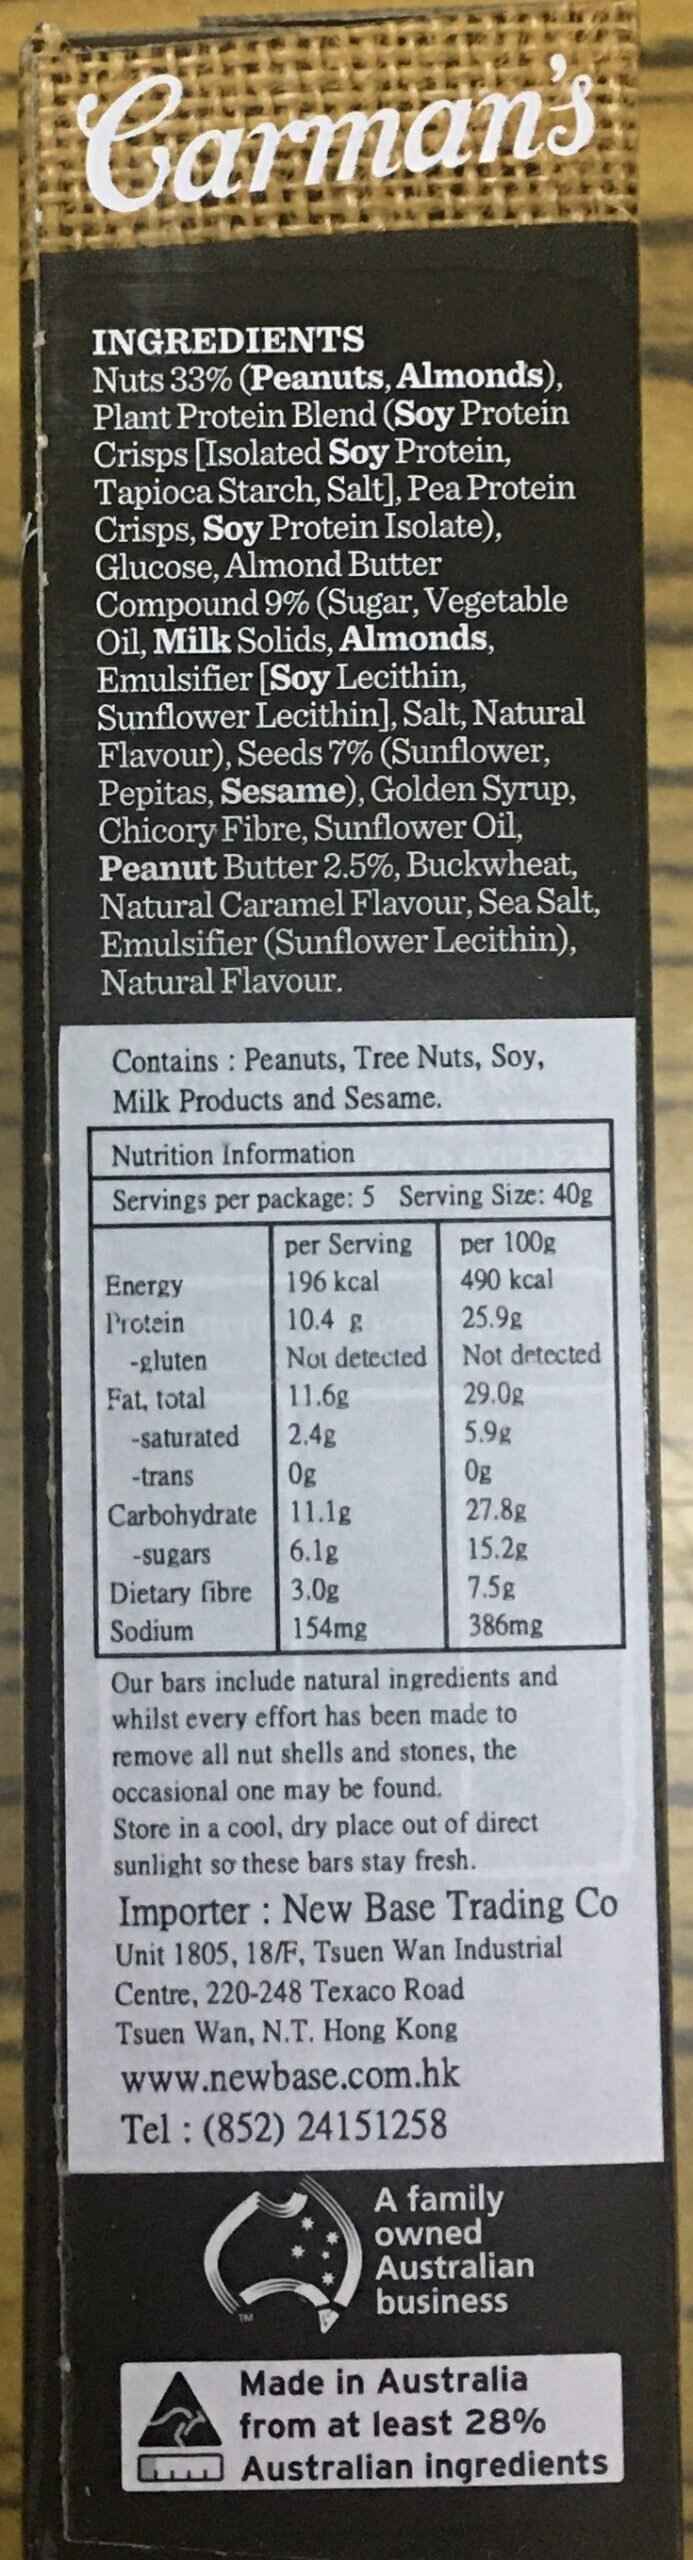 Carman's
INGREDIENTS
Nuts 33% (Peanuts, Almonds),
Plant Protein Blend (Soy Protein
Crisps [Isolated Soy Protein,
Tapioca Starch, Salt], Pea Protein
Crisps, Soy Protein Isolate),
Glucose, Almond Butter
Compound 9% (Sugar, Vegetable
Oil, Milk Solids, Almonds,
Emulsifier [Soy Lecithin,
Sunflower Lecithin], Salt, Natural
Flavour), Seeds 7% (Sunflower,
Pepitas, Sesame), Golden Syrup,
Chicory Fibre, Sunflower Oil,
Peanut Butter 2.5%, Buckwheat,
Natural Caramel Flavour, Sea Salt,
Emulsifier (Sunflower Lecithin),
Natural Flavour.
Contains : Peanuts, Tree Nuts, Soy,
Milk Products and Sesame.
Nutrition Information
Servings per package: 5 Serving Size: 40g
per Serving per 100g
Energy 196 kcal 490 kcal
Protein 10.4 g 25.9g
-gluten Not detected Not detected
Fat, total 11.6g 29.0g
-saturated 2.4g 5.9g
-trans 0g 0g
Carbohydrate 11.1g 27.8g
-sugars 6.1g 15.2g
Dietary fibre 3.0g 7.5g
Sodium 154mg 386mg
Our bars include natural ingredients and
whilst every effort has been made to
remove all nut shells and stones, the
occasional one may be found.
Store in a cool, dry place out of direct
sunlight so these bars stay fresh.
Importer : New Base Trading Co
Unit 1805, 18/F, Tsuen Wan Industrial
Centre, 220-248 Texaco Road
Tsuen Wan, N.T. Hong Kong
www.newbase.com.hk
Tel : (852) 24151258
A family
owned
Australian
business
TM
Made in Australia
from at least 28%
Australian ingredients